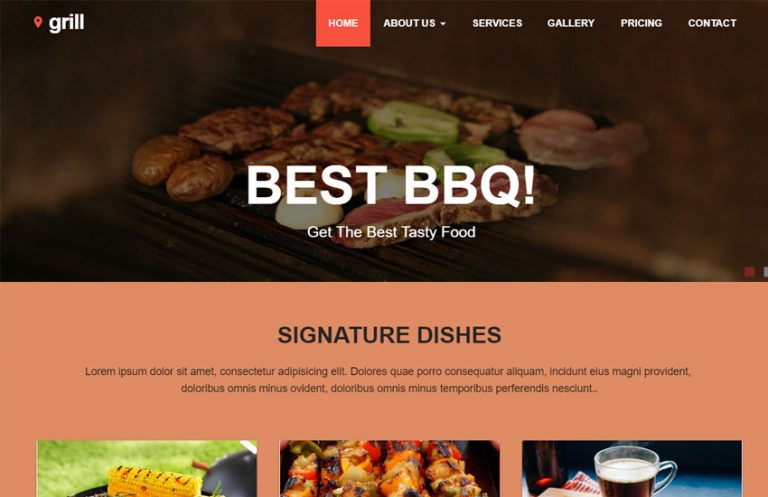 grill
HOME ABOUT US SERVICES GALLERY PRICING CONTACT
BEST BBQ!
Get The Best Tasty Food
SIGNATURE DISHES
Lorem ipsum dolor sit amet, consectetur adipisicing elit. Dolores quae porro consequatur aliquam, incidunt eius magni provident,
doloribus omnis minus ovident, doloribus omnis minus temporibus perferendis nesciunt..